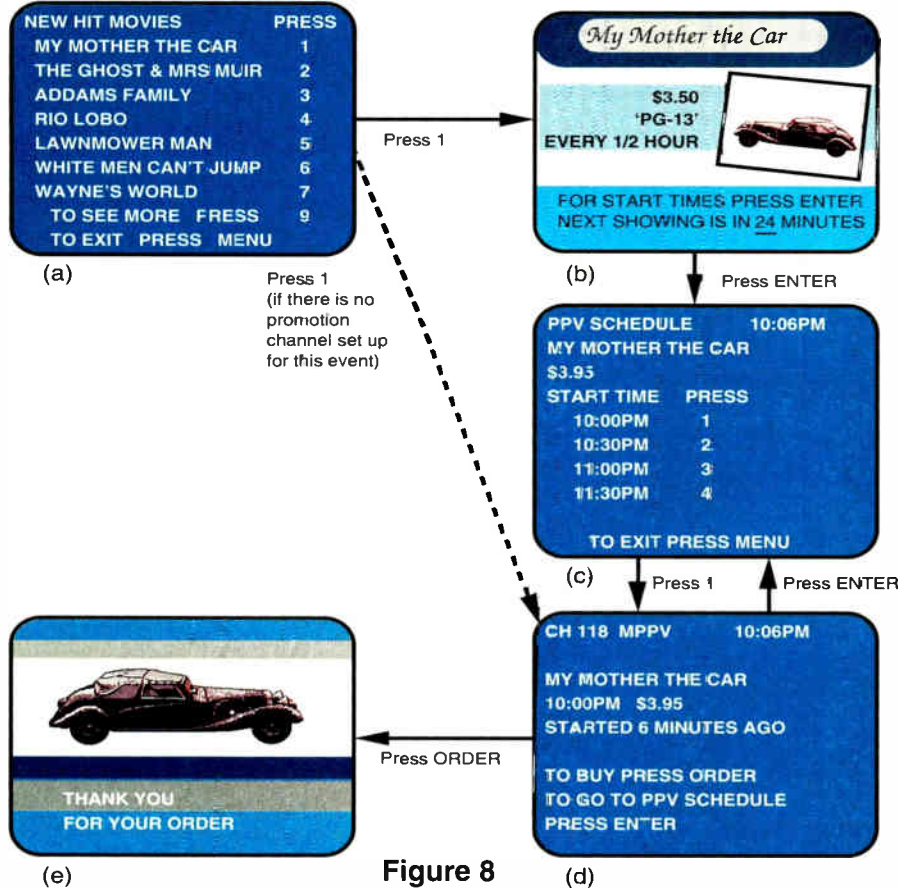 NEW HIT MOVIES PRESS
MY MOTHER THE CAR 1
THE GHOST & MRS MUIR 2
ADDAMS FAMILY 3
RIO LOBO 4
LAWNMOWER MAN 5
WHITE MEN CAN'T JUMP 6
WAYNE'S WORLD 7
TO SEE MORE FRESS 9
TO EXIT PRESS MENU
(a)
Press 1
My Mother the Car
$3.50
'PG-13'
EVERY 1/2 HOUR
FOR START TIMES PRESS ENTER
NEXT SHOWING IS IN 24 MINUTES
(b)
Press 1
(if there is no
promotion
channel set up
for this event)
Press ENTER
PPV SCHEDULE 10:06PM
MY MOTHER THE CAR
$3.95
START TIME PRESS
10:00PM 1
10:30PM 2
11:00PM 3
11:30PM 4
TO EXIT PRESS MENU
(c)
Press 1
Press ENTER
CH 118 MPPV 10:06PM
MY MOTHER THE CAR
10:00PM $3.95
STARTED 6 MINUTES AGO
TO BUY PRESS ORDER
TO GO TO PPV SCHEDULE
PRESS ENTER
(d)
Press ORDER
THANK YOU
FOR YOUR ORDER
(e)
Figure 8